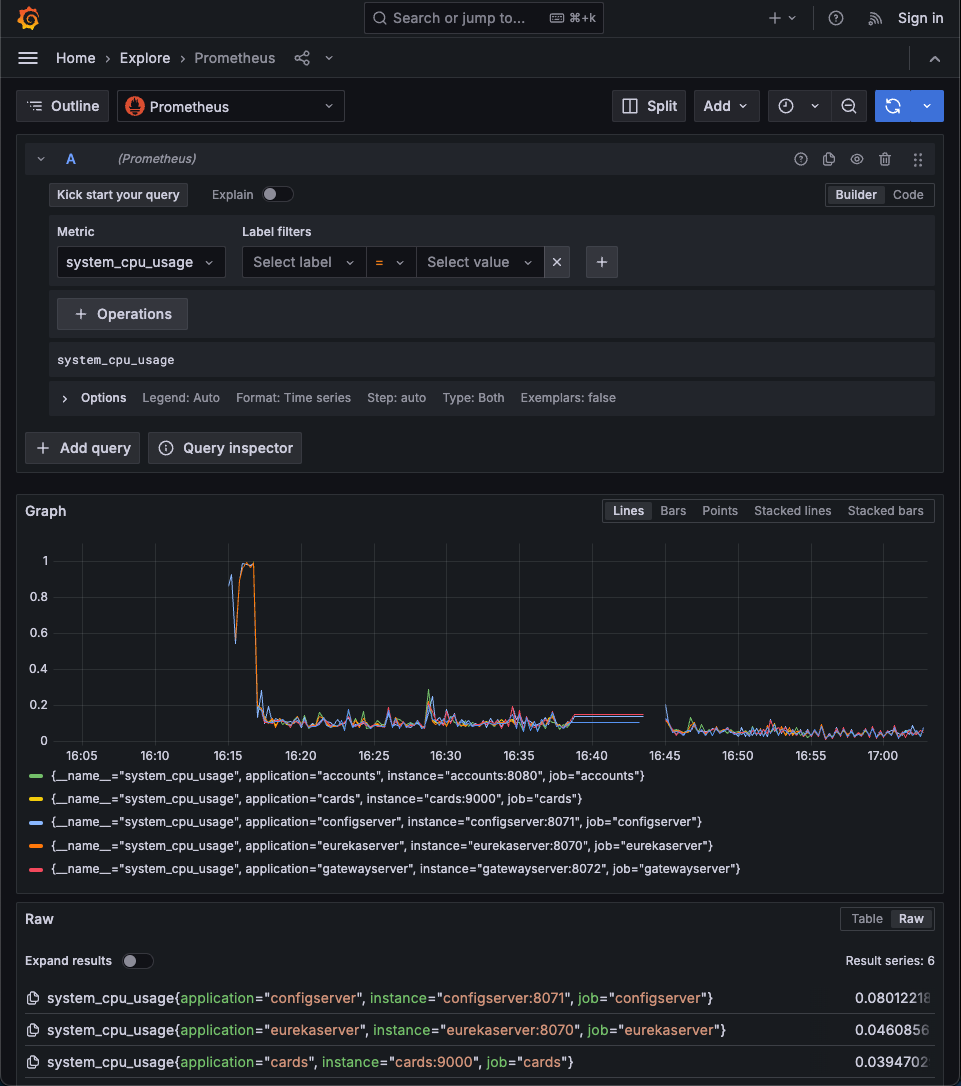 Search or jump to... ⌘+k
Sign in
Home › Explore › Prometheus
Outline
Prometheus
Split
Add
A (Prometheus)
Kick start your query
Explain
Builder
Code
Metric
Label filters
system_cpu_usage
Select label
=
Select value
+ Operations
system_cpu_usage
Options Legend: Auto Format: Time series Step: auto Type: Both Exemplars: false
+ Add query
Query inspector
Graph
Lines Bars Points Stacked lines Stacked bars
1
0.8
0.6
0.4
0.2
0
16:05 16:10 16:15 16:20 16:25 16:30 16:35 16:40 16:45 16:50 16:55 17:00
{__name__="system_cpu_usage", application="accounts", instance="accounts:8080", job="accounts"}
{__name__="system_cpu_usage", application="cards", instance="cards:9000", job="cards"}
{__name__="system_cpu_usage", application="configserver", instance="configserver:8071", job="configserver"}
{__name__="system_cpu_usage", application="eurekaserver", instance="eurekaserver:8070", job="eurekaserver"}
{__name__="system_cpu_usage", application="gatewayserver", instance="gatewayserver:8072", job="gatewayserver"}
Raw
Table Raw
Expand results
Result series: 6
system_cpu_usage{application="configserver", instance="configserver:8071", job="configserver"} 0.08012218
system_cpu_usage{application="eurekaserver", instance="eurekaserver:8070", job="eurekaserver"} 0.0460856
system_cpu_usage{application="cards", instance="cards:9000", job="cards"} 0.0394702